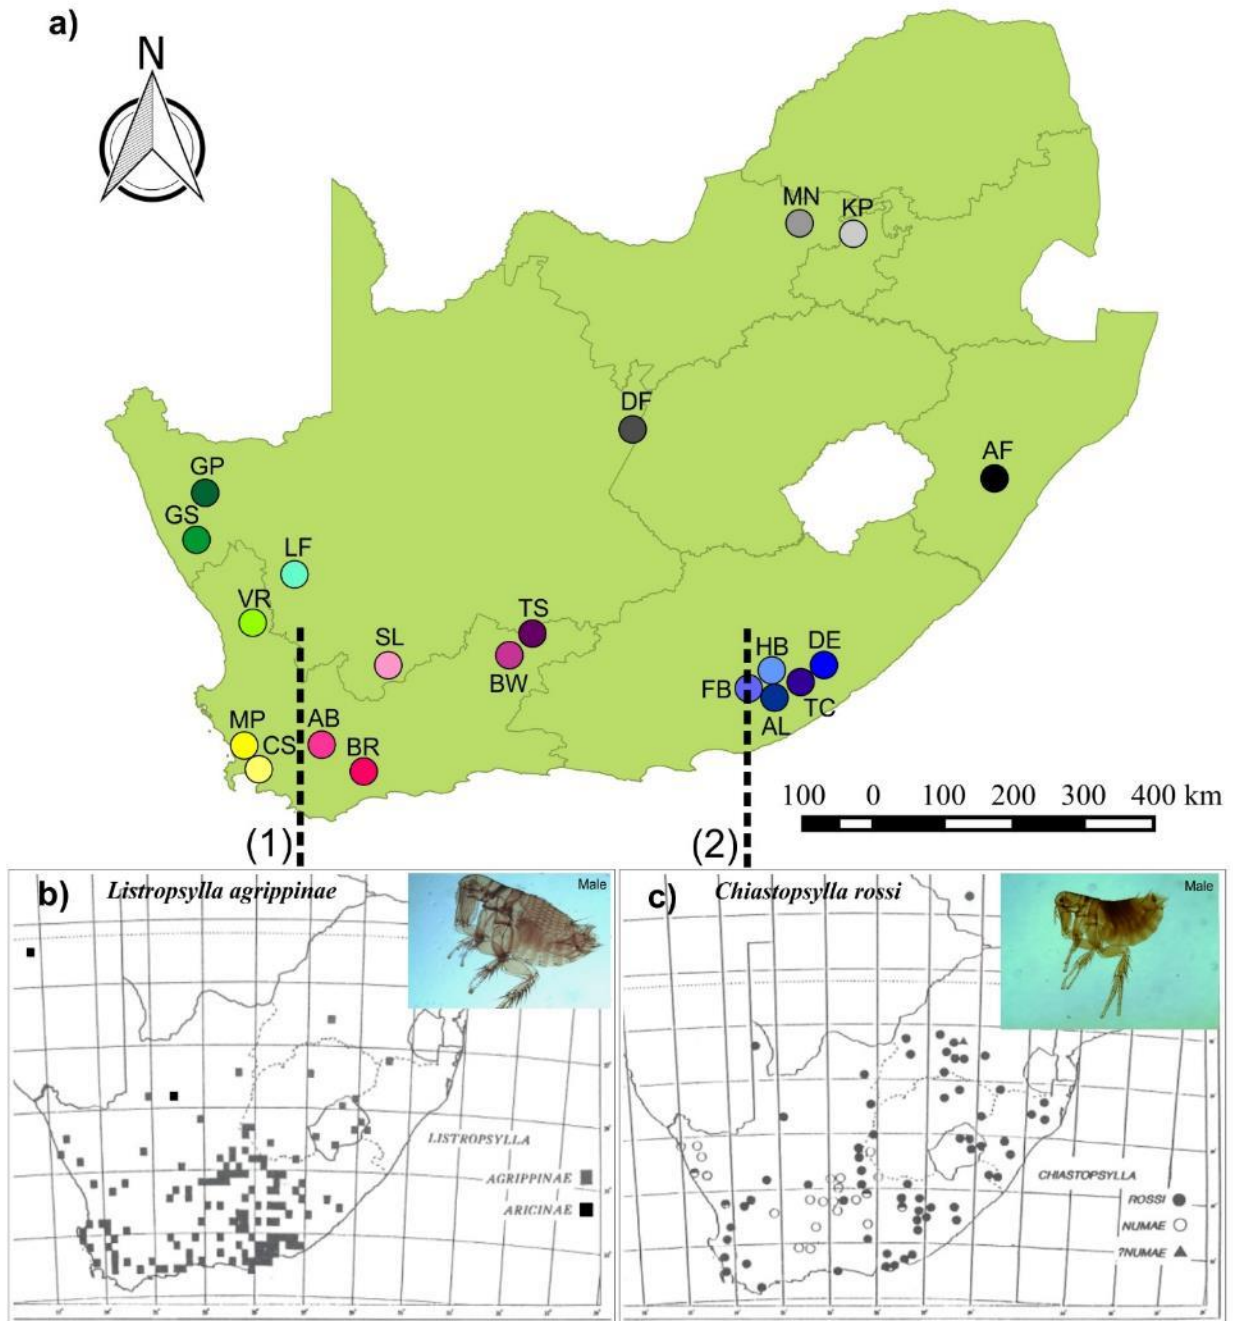 a)
N
MN
KP
DF
AF
GP
GS
LF
VR
TS
SL
BW
HB
DE
FB
TC
AL
MP
CS
AB
BR
100 0 100 200 300 400 km
(1)
(2)
b)
Listropsylla agrippinae
Male
LISTROPSYLLA
AGRIPPINAE
ARICINAE
c)
Chiastopsylla rossi
Male
CHIASTOPSYLLA
ROSSI
NUMAE
?NUMAE